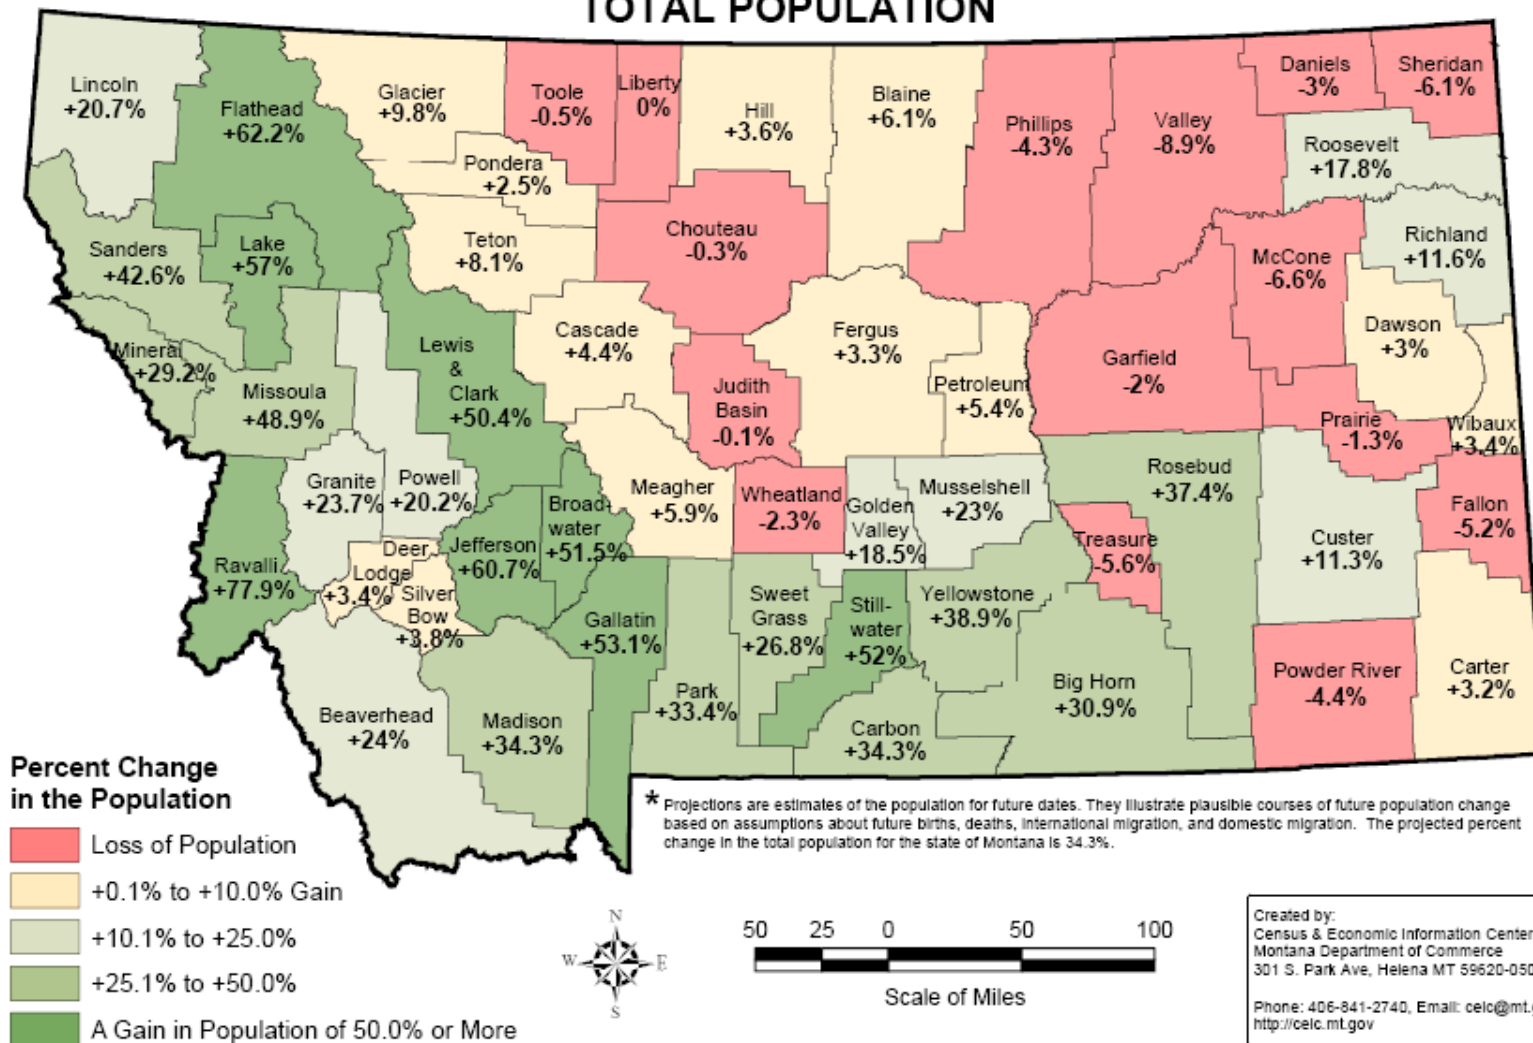 TOTAL POPULATION
Lincoln
+20.7%
Flathead
+62.2%
Glacier
+9.8%
Toole
-0.5%
Liberty
0%
Hill
+3.6%
Blaine
+6.1%
Phillips
-4.3%
Valley
-8.9%
Daniels
-3%
Sheridan
-6.1%
Roosevelt
+17.8%
Pondera
+2.5%
Teton
+8.1%
Chouteau
-0.3%
Sanders
+42.6%
Lake
+57%
McCone
-6.6%
Richland
+11.6%
Dawson
+3%
Mineral
+29.2%
Missoula
+48.9%
Lewis
&
Clark
+50.4%
Cascade
+4.4%
Judith
Basin
-0.1%
Fergus
+3.3%
Petroleum
+5.4%
Garfield
-2%
Prairie
-1.3%
Wibaux
+3.4%
Granite
+23.7%
Powell
+20.2%
Meagher
+5.9%
Wheatland
-2.3%
Golden
Valley
+18.5%
Musselshell
+23%
Rosebud
+37.4%
Treasure
-5.6%
Custer
+11.3%
Fallon
-5.2%
Ravalli
+77.9%
Deer
Lodge
+3.4%
Silver
Bow
+3.8%
Jefferson
+60.7%
Broad-
water
+51.5%
Gallatin
+53.1%
Sweet
Grass
+26.8%
Still-
water
+52%
Yellowstone
+38.9%
Beaverhead
+24%
Madison
+34.3%
Park
+33.4%
Carbon
+34.3%
Big Horn
+30.9%
Powder River
-4.4%
Carter
+3.2%
Percent Change
in the Population
Loss of Population
+0.1% to +10.0% Gain
+10.1% to +25.0%
+25.1% to +50.0%
A Gain in Population of 50.0% or More
* Projections are estimates of the population for future dates. They illustrate plausible courses of future population change
based on assumptions about future births, deaths, international migration, and domestic migration. The projected percent
change in the total population for the state of Montana is 34.3%.
N
W E
S
50 25 0 50 100
Scale of Miles
Created by:
Census & Economic Information Center
Montana Department of Commerce
301 S. Park Ave, Helena MT 59620-050
Phone: 406-841-2740, Email: ceic@mt.g
http://ceic.mt.gov